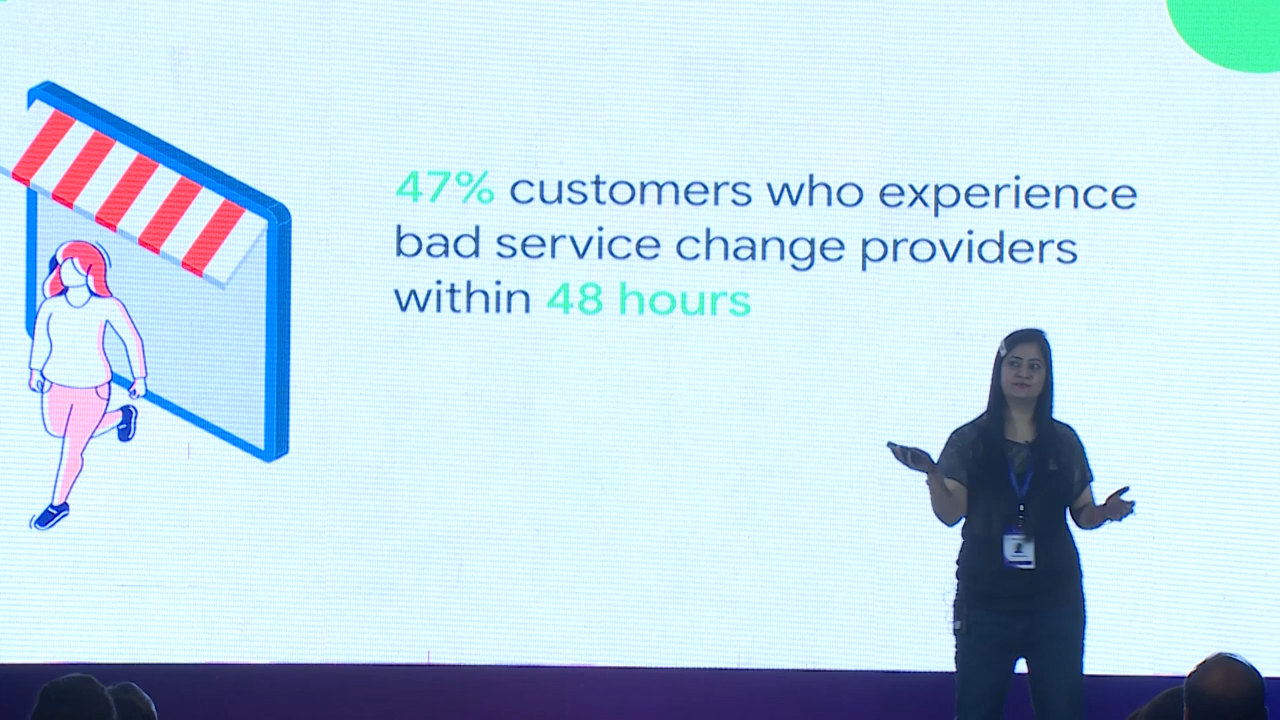 47% customers who experience
bad service change providers
within 48 hours